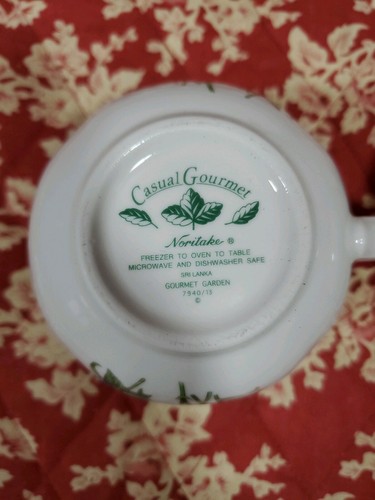 Casual Gourmet
Noritake ®
FREEZER TO OVEN TO TABLE
MICROWAVE AND DISHWASHER SAFE
SRI LANKA
GOURMET GARDEN
7940/13
©